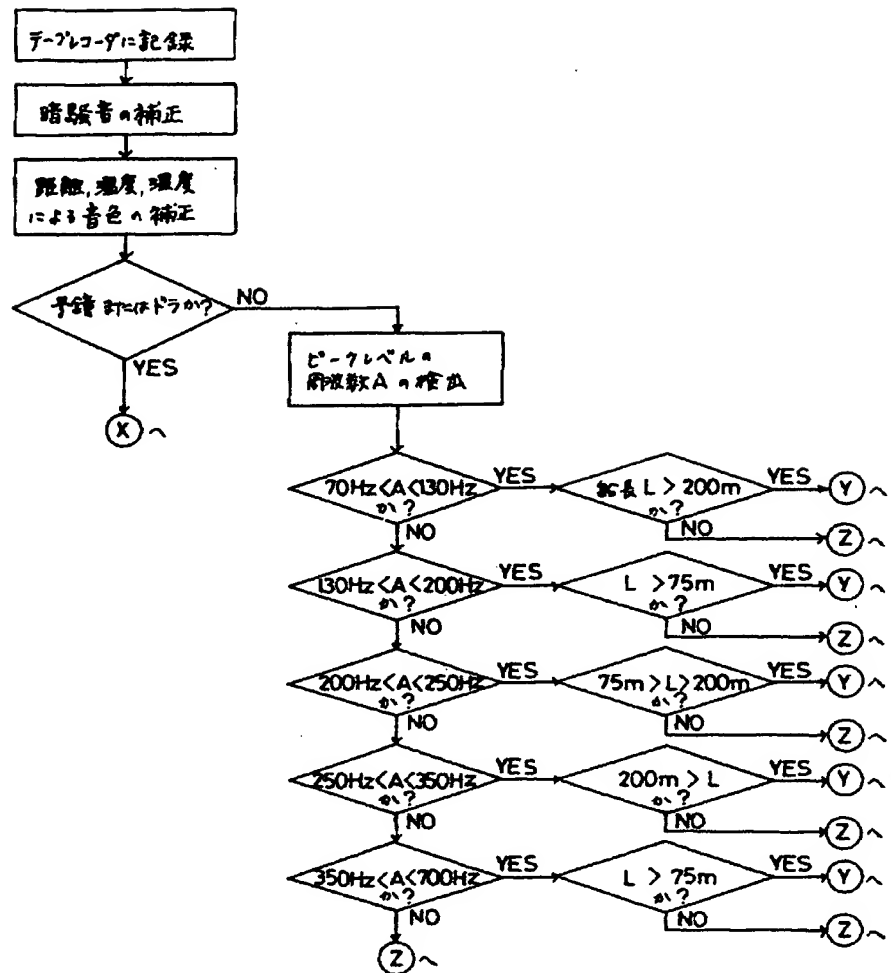 テープレコーダに記録
暗騒音の補正
距離,温度,湿度
による音色の補正
号鐘またはドラか?
NO
YES
Xへ
ピークレベルの
周波数Aの検出
70Hz<A<130Hz
か?
YES
船長L>200m
か?
YES
Yへ
NO
Zへ
NO
130Hz<A<200Hz
か?
YES
L>75m
か?
YES
Yへ
NO
Zへ
NO
200Hz<A<250Hz
か?
YES
75m>L>200m
か?
YES
Yへ
NO
Zへ
NO
250Hz<A<350Hz
か?
YES
200m>L
か?
YES
Yへ
NO
Zへ
NO
350Hz<A<700Hz
か?
YES
L>75m
か?
YES
Yへ
NO
Zへ
NO
Zへ